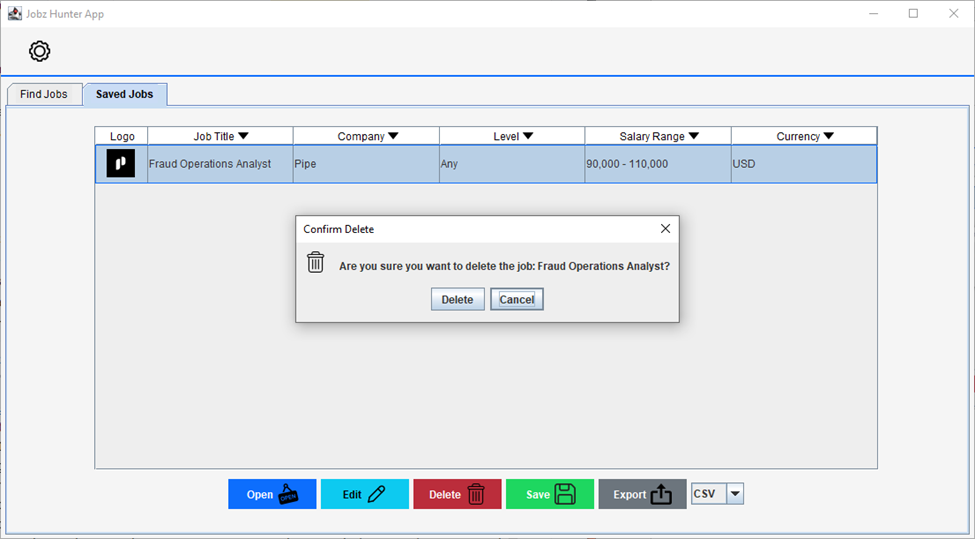 Jobz Hunter App
Find Jobs Saved Jobs
Logo Job Title Company Level Salary Range Currency
Fraud Operations Analyst Pipe Any 90,000 - 110,000 USD
Confirm Delete
Are you sure you want to delete the job: Fraud Operations Analyst?
Delete Cancel
Open OPEN Edit Delete Save Export CSV